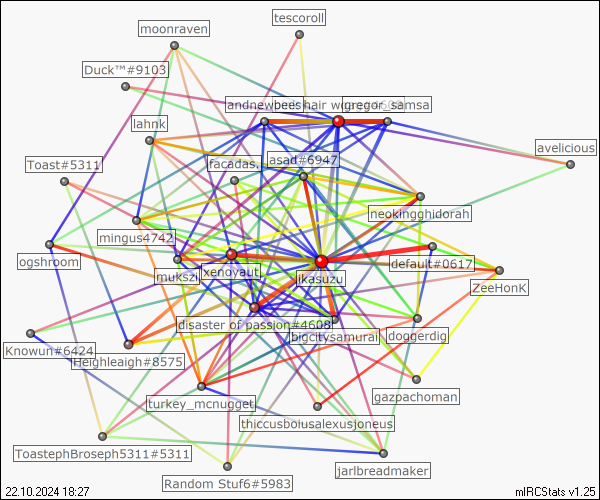 tescoroll
moonraven
Duck™#9103
andnewbe
hair w
gregor_samsa
lahnk
avelicious
facadas.
asad#6947
Toast#5311
neokingghidorah
mingus4742
ogshroom
mukszi
xenoyaut
ikasuzu
default#0617
ZeeHonK
disaster of passion#4608
bigcitysamurai
doggerdig
Knowun#6424
Heighleaigh#8575
turkey_mcnugget
gazpachoman
thiccusboiusalexusjoneus
ToastephBroseph5311#5311
Random Stuf6#5983
jarlbreadmaker
22.10.2024 18:27
mIRCStats v1.25